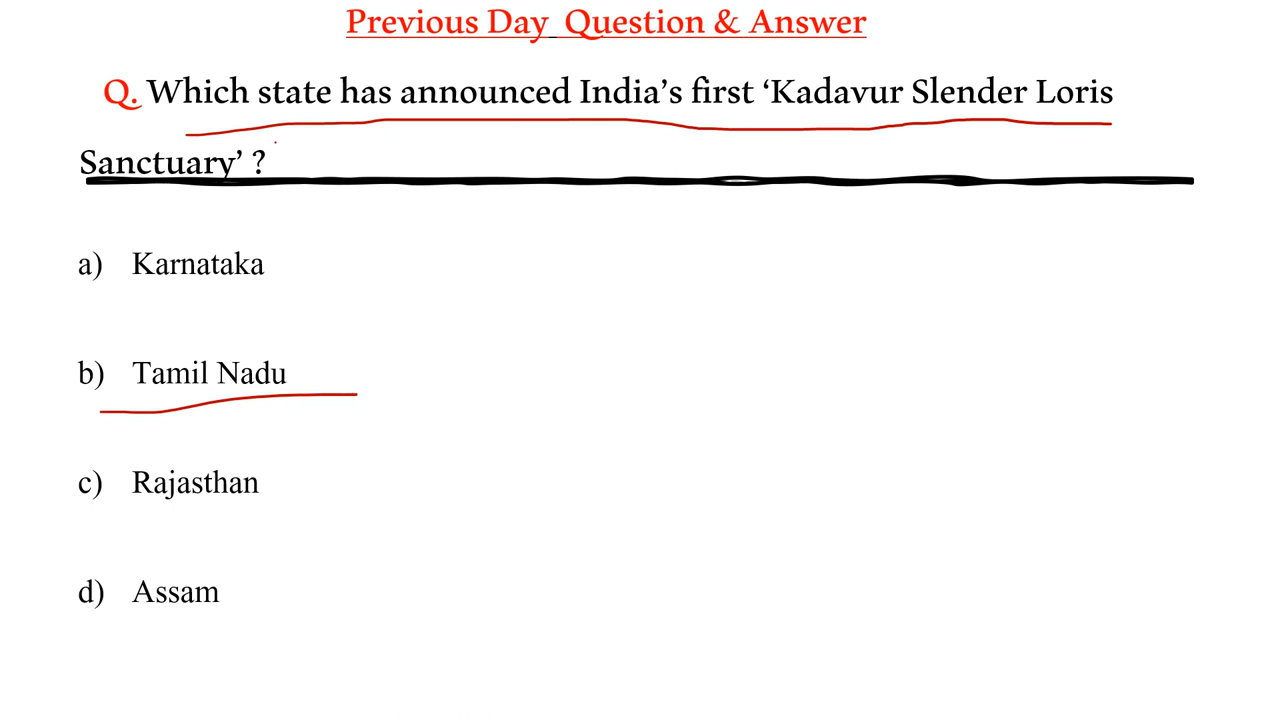 Previous Day Question & Answer
Q. Which state has announced India’s first ‘Kadavur Slender Loris
Sanctuary’ ?
a) Karnataka
b) Tamil Nadu
c) Rajasthan
d) Assam